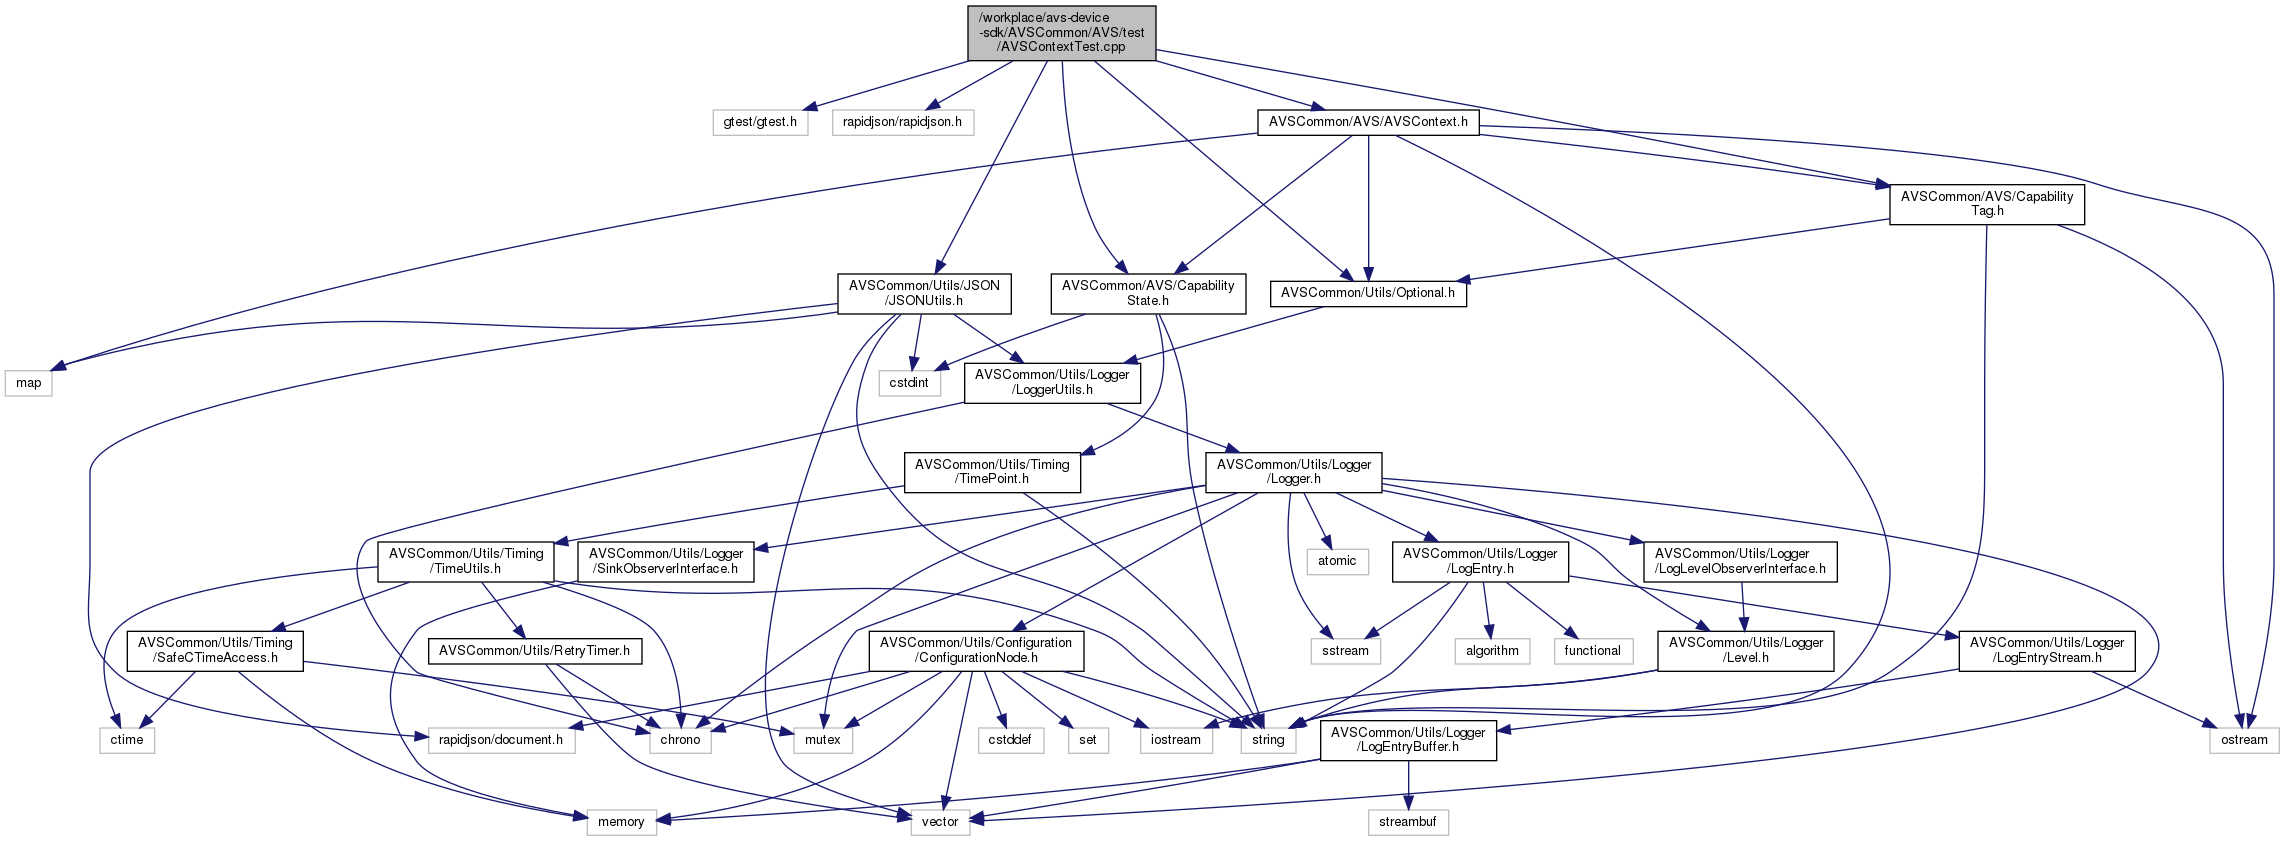 /workplace/avs-device
-sdk/AVSCommon/AVS/test
/AVSContextTest.cpp
gtest/gtest.h
rapidjson/rapidjson.h
AVSCommon/AVS/AVSContext.h
AVSCommon/AVS/Capability
Tag.h
AVSCommon/Utils/JSON
/JSONUtils.h
AVSCommon/AVS/Capability
State.h
AVSCommon/Utils/Optional.h
map
cstdint
AVSCommon/Utils/Logger
/LoggerUtils.h
AVSCommon/Utils/Timing
/TimePoint.h
AVSCommon/Utils/Logger
/Logger.h
AVSCommon/Utils/Timing
/TimeUtils.h
AVSCommon/Utils/Logger
/SinkObserverInterface.h
atomic
AVSCommon/Utils/Logger
/LogEntry.h
AVSCommon/Utils/Logger
/LogLevelObserverInterface.h
AVSCommon/Utils/Timing
/SafeCTimeAccess.h
AVSCommon/Utils/RetryTimer.h
AVSCommon/Utils/Configuration
/ConfigurationNode.h
sstream
algorithm
functional
AVSCommon/Utils/Logger
/Level.h
AVSCommon/Utils/Logger
/LogEntryStream.h
ctime
rapidjson/document.h
chrono
mutex
cstddef
set
iostream
string
AVSCommon/Utils/Logger
/LogEntryBuffer.h
ostream
memory
vector
streambuf